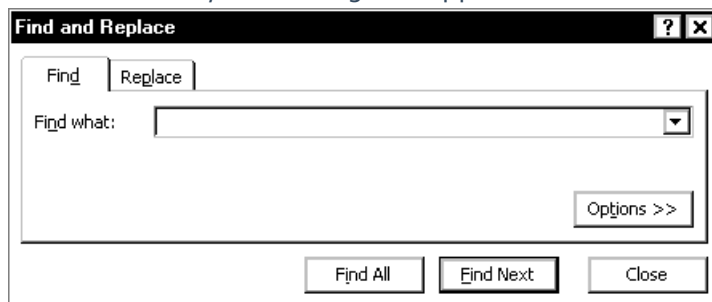 Find and Replace
Find Replace
Find what:
Options >>
Find All Find Next Close